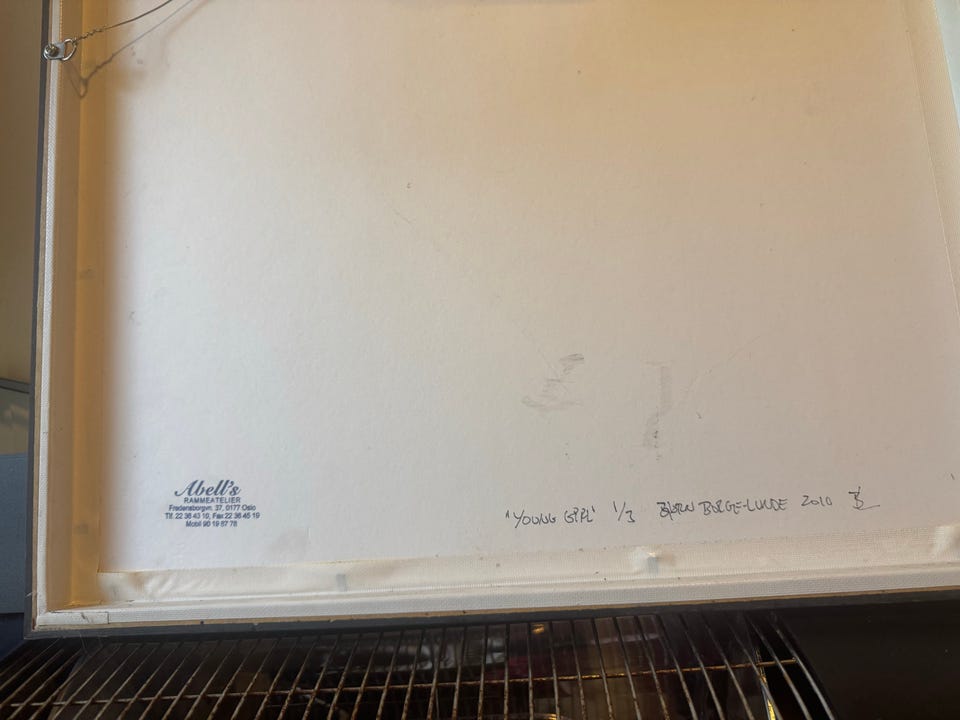 Abell's
RAMMEATELIER
Fredensborgvn. 37, 0177 Oslo
Tlf. 22 36 43 10, Fax 22 36 45 19
Mobil 90 19 87 78
"YOUNG GIRL" 1/3 BJØRN BORGE-LUNDE 2010